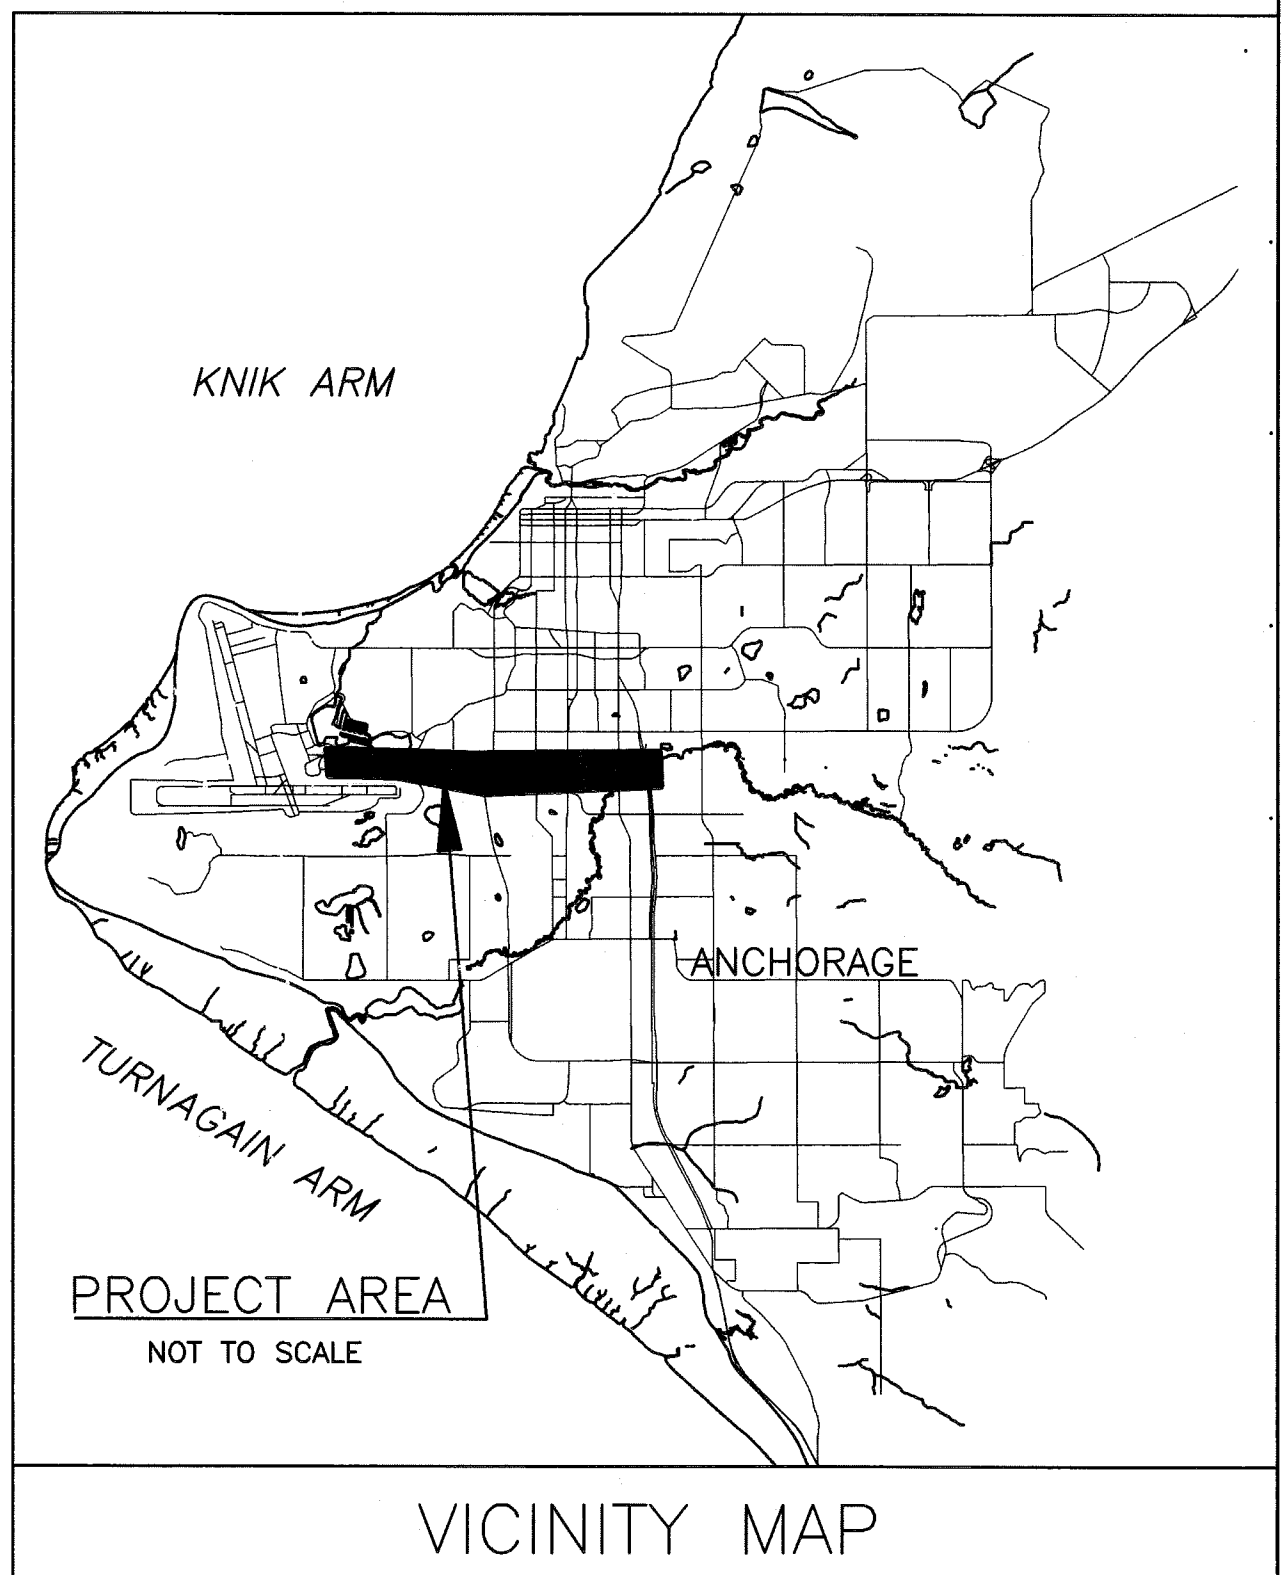 KNIK ARM
ANCHORAGE
TURNAGAIN ARM
PROJECT AREA
NOT TO SCALE
VICINITY MAP